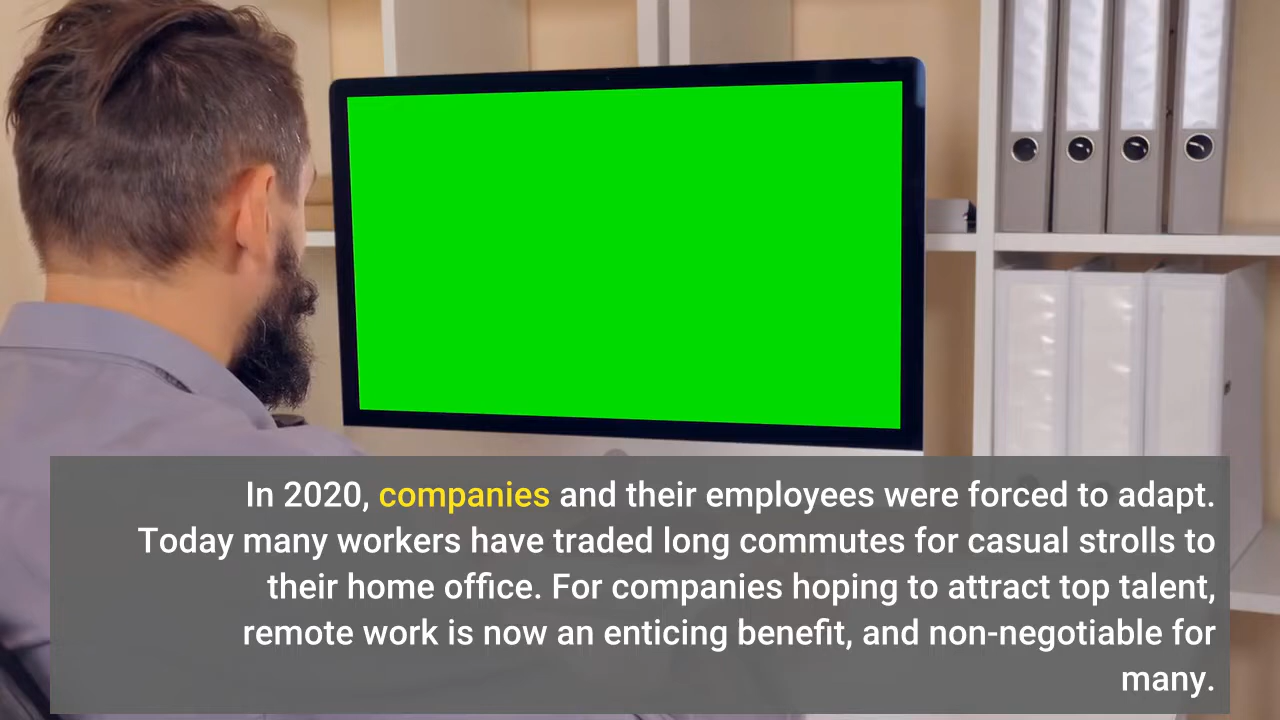 In 2020, companies and their employees were forced to adapt.
Today many workers have traded long commutes for casual strolls to
their home office. For companies hoping to attract top talent,
remote work is now an enticing benefit, and non-negotiable for
many.